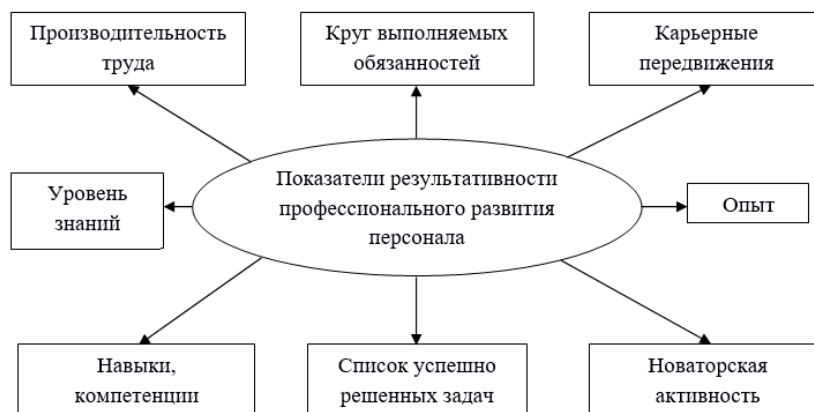 Производительность
труда
Круг выполняемых
обязанностей
Карьерные
передвижения
Уровень
знаний
Показатели результативности
профессионального развития
персонала
Опыт
Навыки,
компетенции
Список успешно
решенных задач
Новаторская
активность